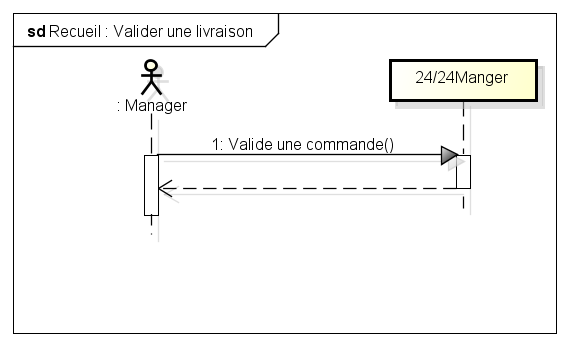 sd Recueil : Valider une livraison
24/24Manger
: Manager
1: Valide une commande()